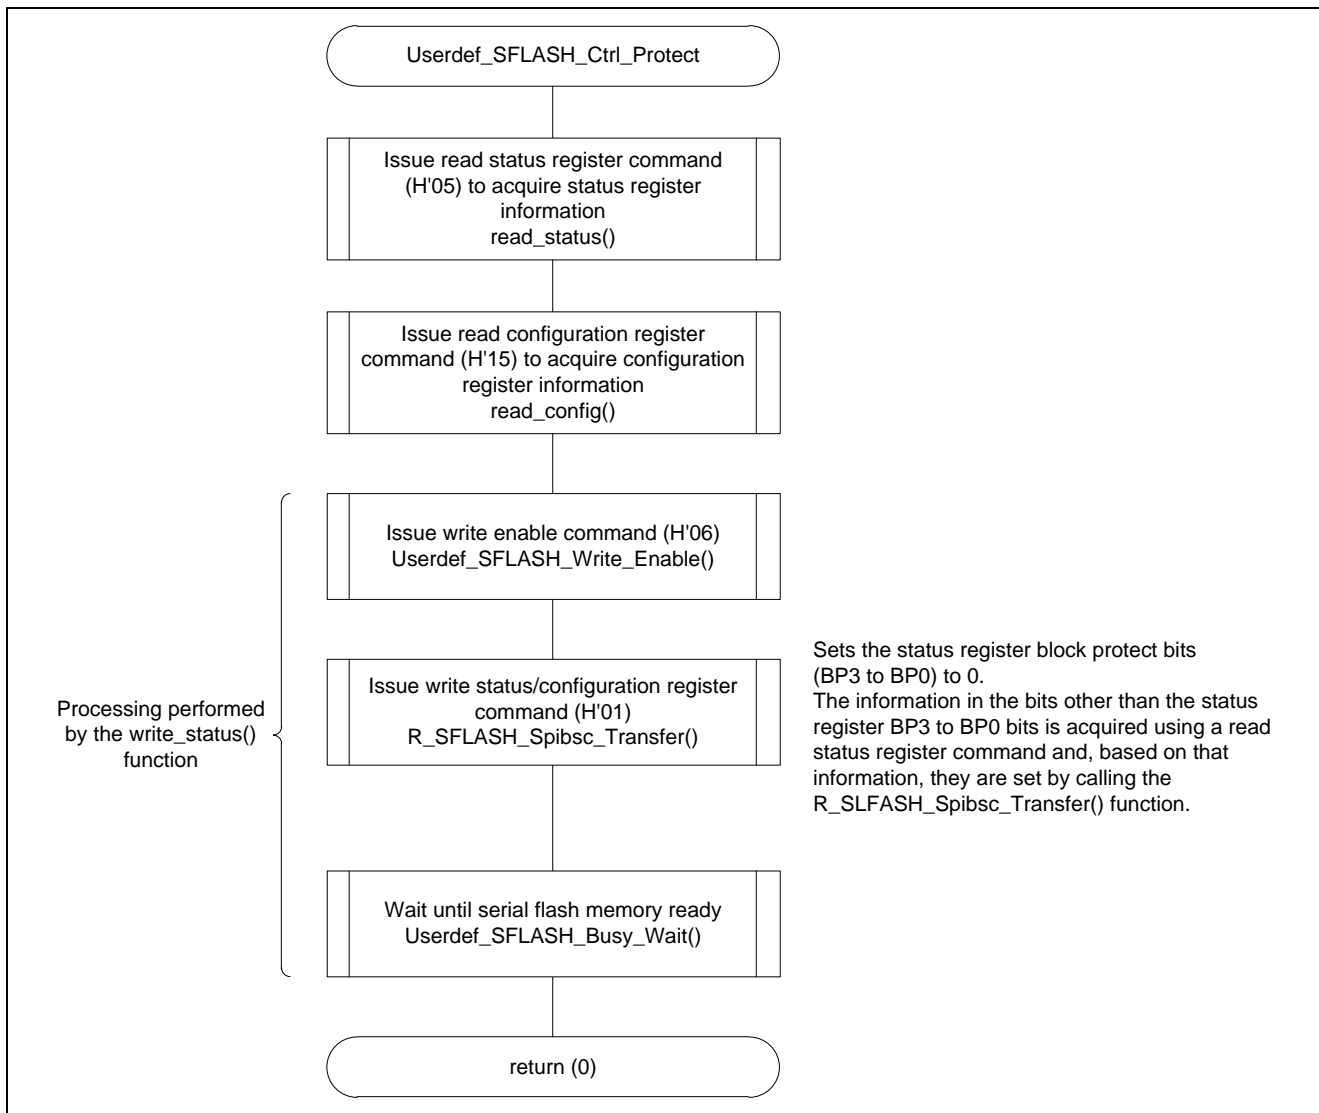 Userdef_SFLASH_Ctrl_Protect
Issue read status register command
(H'05) to acquire status register
information
read_status()
Issue read configuration register
command (H'15) to acquire configuration
register information
read_config()
Issue write enable command (H'06)
Userdef_SFLASH_Write_Enable()
Processing performed
by the write_status()
function
Issue write status/configuration register
command (H'01)
R_SFLASH_Spibsc_Transfer()
Sets the status register block protect bits
(BP3 to BP0) to 0.
The information in the bits other than the status
register BP3 to BP0 bits is acquired using a read
status register command and, based on that
information, they are set by calling the
R_SLFASH_Spibsc_Transfer() function.
Wait until serial flash memory ready
Userdef_SFLASH_Busy_Wait()
return (0)